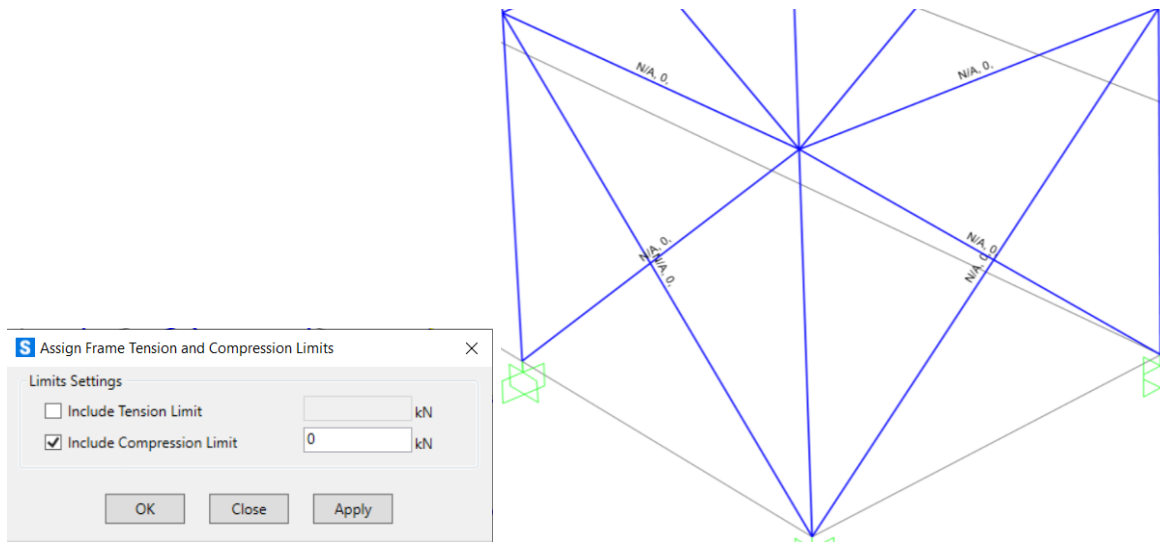 N/A, 0,
N/A, 0,
N/A, 0,
N/A, 0,
N/A, 0,
N/A, 0,
S Assign Frame Tension and Compression Limits
Limits Settings
Include Tension Limit kN
Include Compression Limit 0 kN
OK Close Apply